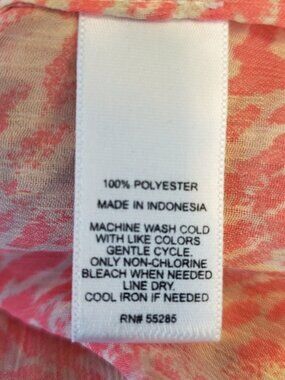 100% POLYESTER
MADE IN INDONESIA
MACHINE WASH COLD
WITH LIKE COLORS
GENTLE CYCLE.
ONLY NON-CHLORINE
BLEACH WHEN NEEDED
LINE DRY.
COOL IRON IF NEEDED
RN# 55285